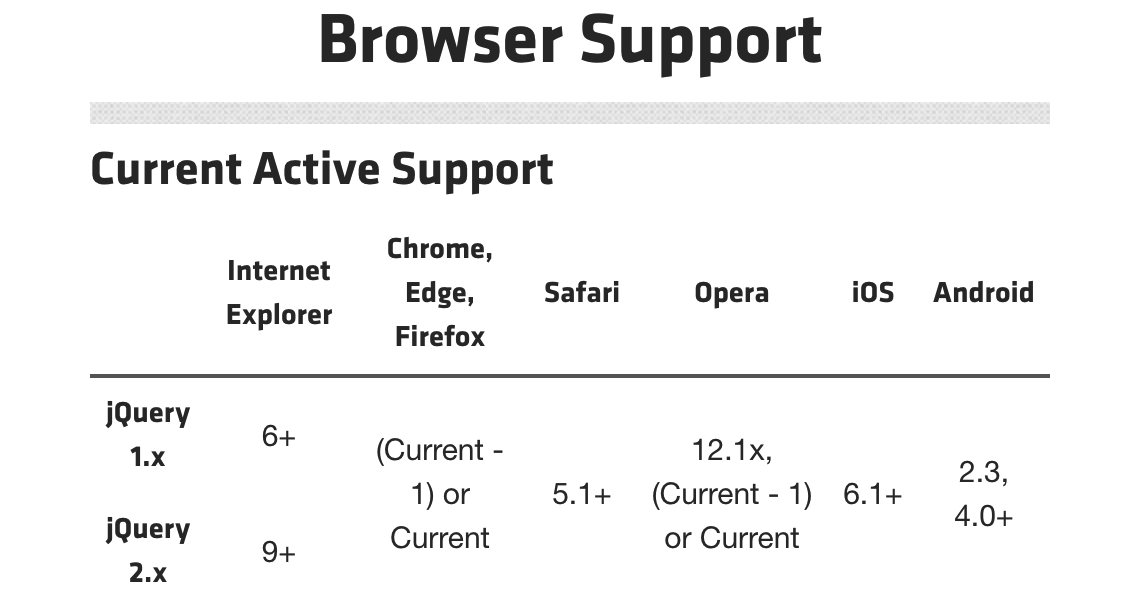 Browser Support
Current Active Support
Internet
Explorer
Chrome,
Edge,
Firefox
Safari
Opera
iOS
Android
jQuery
1.x
6+
(Current -
1) or
Current
5.1+
12.1x,
(Current - 1)
or Current
6.1+
2.3,
4.0+
jQuery
2.x
9+